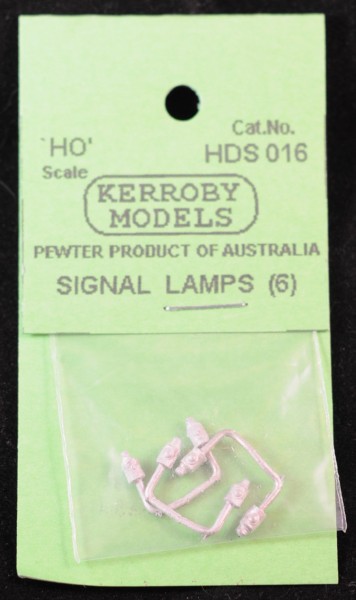 'HO'
Scale
Cat.No.
HDS 016
KERROBY
MODELS
PEWTER PRODUCT OF AUSTRALIA
SIGNAL LAMPS (6)